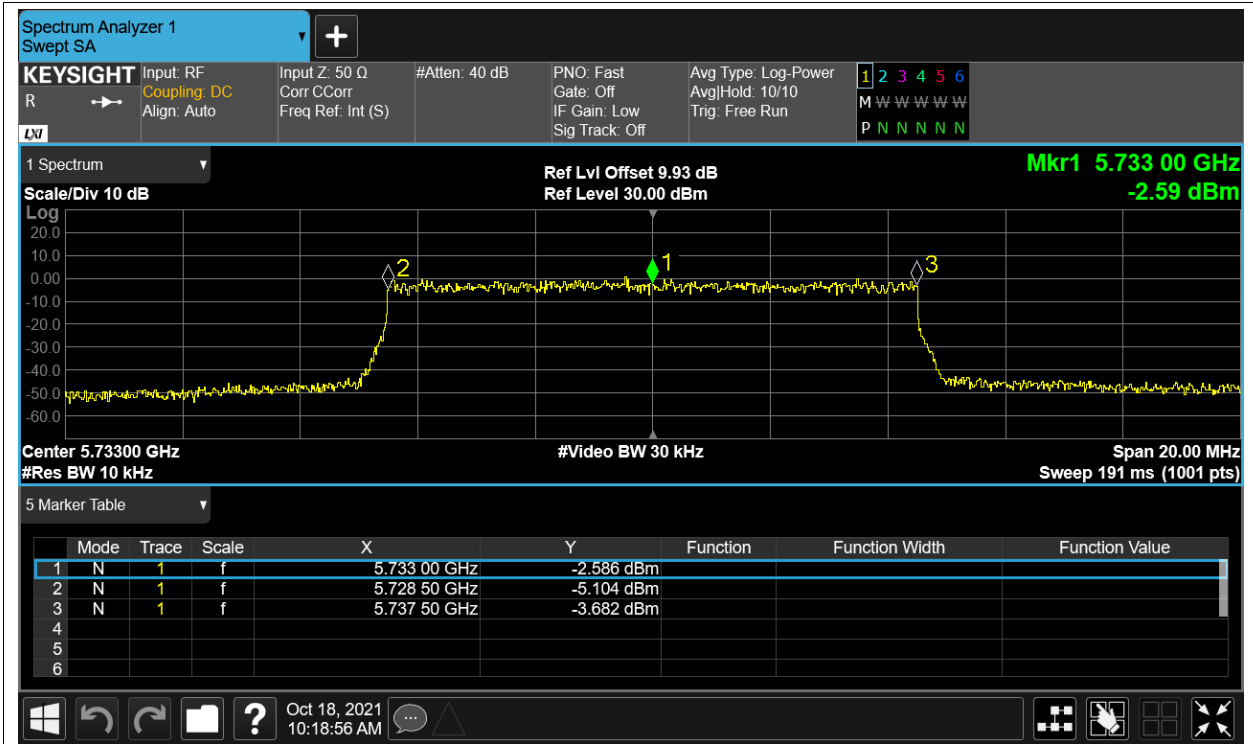 Spectrum Analyzer 1
Swept SA
+
KEYSIGHT
R
LXI
Input: RF
Coupling: DC
Align: Auto
Input Z: 50 Ω
Corr CCorr
Freq Ref: Int (S)
#Atten: 40 dB
PNO: Fast
Gate: Off
IF Gain: Low
Sig Track: Off
Avg Type: Log-Power
Avg|Hold: 10/10
Trig: Free Run
1 2 3 4 5 6
M W W W W W
P N N N N N
1 Spectrum
Scale/Div 10 dB
Ref Lvl Offset 9.93 dB
Ref Level 30.00 dBm
Mkr1 5.733 00 GHz
-2.59 dBm
Log
20.0
10.0
0.00
-10.0
-20.0
-30.0
-40.0
-50.0
-60.0
2
1
3
Center 5.73300 GHz
#Res BW 10 kHz
#Video BW 30 kHz
Span 20.00 MHz
Sweep 191 ms (1001 pts)
5 Marker Table
Mode Trace Scale X Y Function Function Width Function Value
1 N 1 f 5.733 00 GHz -2.586 dBm
2 N 1 f 5.728 50 GHz -5.104 dBm
3 N 1 f 5.737 50 GHz -3.682 dBm
4
5
6
?
Oct 18, 2021
10:18:56 AM